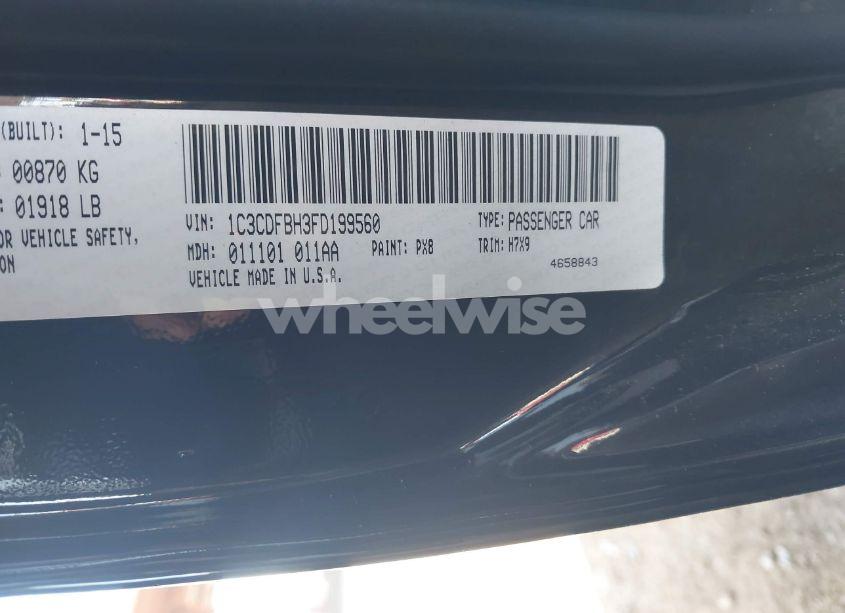 (BUILT): 1-15
00870 KG
: 01918 LB
OR VEHICLE SAFETY,
ON
VIN: 1C3CDFBH3FD199560 TYPE: PASSENGER CAR
MDH: 011101 011AA PAINT: PX8 TRIM: H7X9
VEHICLE MADE IN U.S.A. 4658843
wheelwise